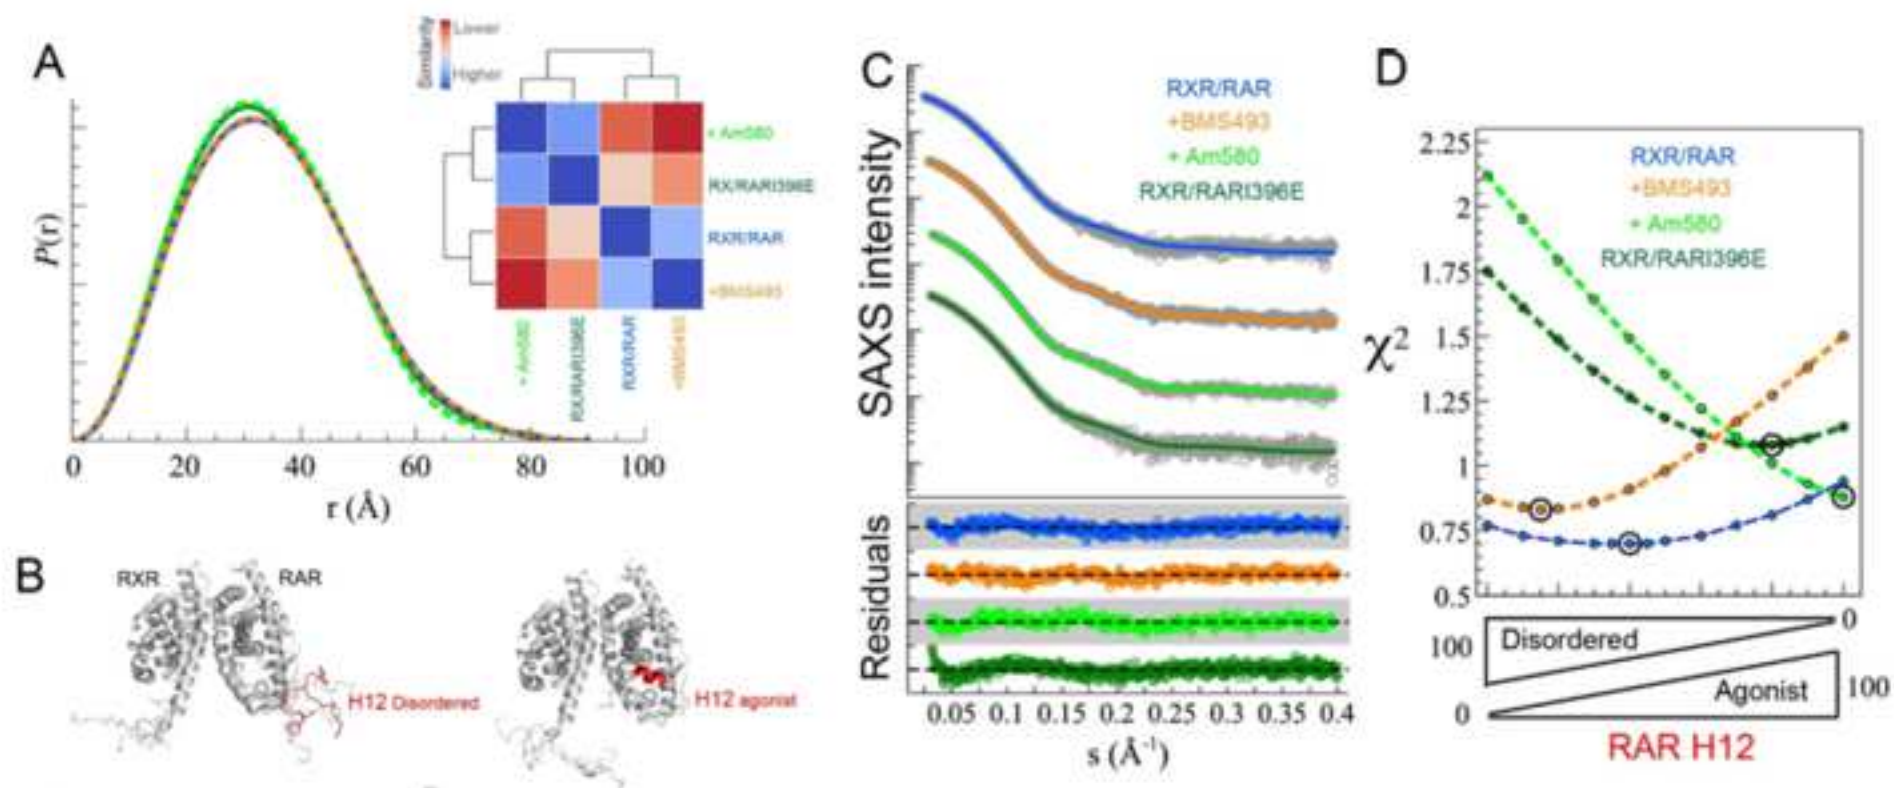 A
Similarity
Lower
Higher
+ Am580
RX/RARI396E
RXR/RAR
+BMS493
+ Am580
RX/RARI396E
RXR/RAR
+BMS493
P(r)
0 20 40 60 80 100
r (Å)
B
RXR
RAR
H12 Disordered
H12 agonist
C
RXR/RAR
+BMS493
+ Am580
RXR/RARI396E
SAXS intensity
Residuals
0.05 0.1 0.15 0.2 0.25 0.3 0.35 0.4
s (Å⁻¹)
D
2.25
2
1.75
1.5
1.25
1
0.75
0.5
χ²
RXR/RAR
+BMS493
+ Am580
RXR/RARI396E
100 Disordered 0
0 Agonist 100
RAR H12